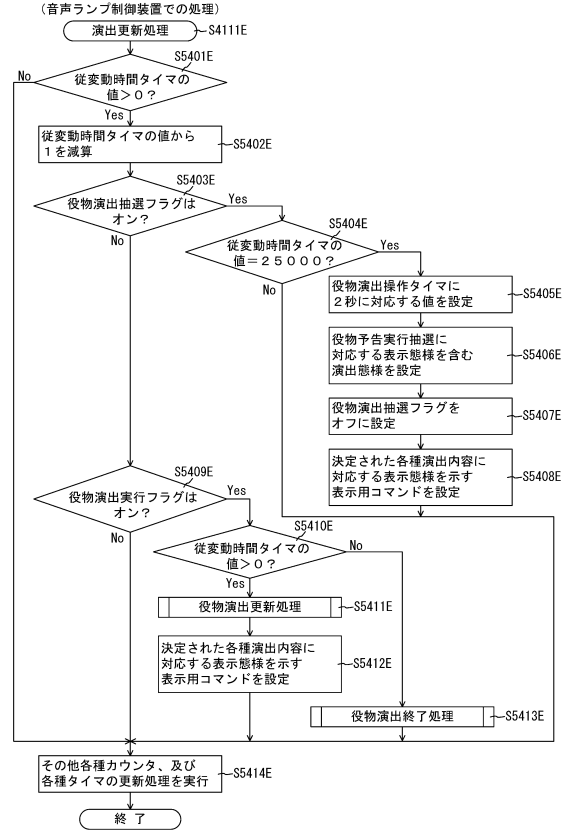 （音声ランプ制御装置での処理）
演出更新処理
S4111E
S5401E
従変動時間タイマの
値＞０？
No
Yes
従変動時間タイマの値から
１を減算
S5402E
S5403E
役物演出抽選フラグは
オン？
Yes
No
S5404E
従変動時間タイマの
値＝２５０００？
Yes
No
役物演出操作タイマに
２秒に対応する値を設定
S5405E
役物予告実行抽選に
対応する表示態様を含む
演出態様を設定
S5406E
役物演出抽選フラグを
オフに設定
S5407E
決定された各種演出内容に
対応する表示態様を示す
表示用コマンドを設定
S5408E
S5409E
役物演出実行フラグは
オン？
Yes
No
S5410E
従変動時間タイマの
値＞０？
No
Yes
役物演出更新処理
S5411E
決定された各種演出内容に
対応する表示態様を示す
表示用コマンドを設定
S5412E
役物演出終了処理
S5413E
その他各種カウンタ、及び
各種タイマの更新処理を実行
S5414E
終 了